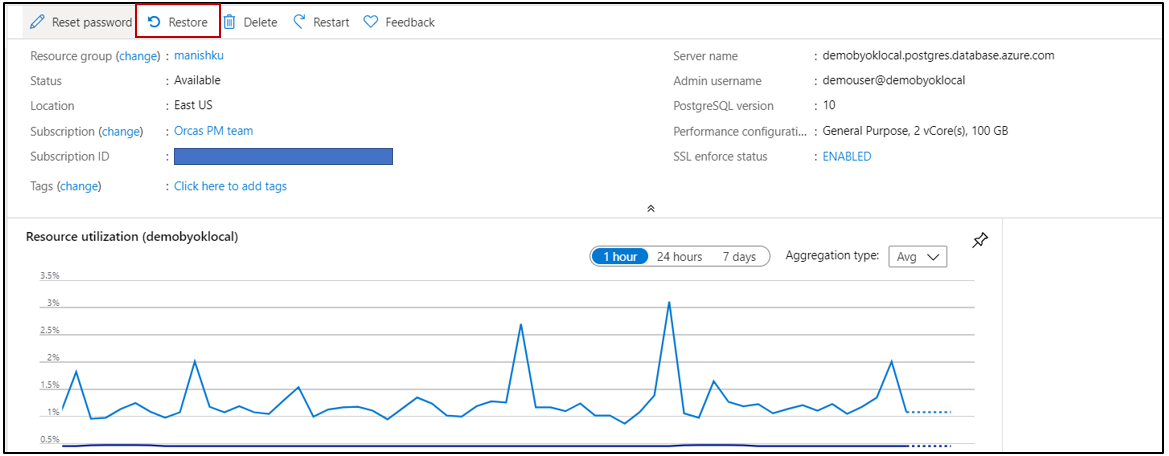 Reset password Restore Delete Restart Feedback
Resource group (change) : manishku
Status : Available
Location : East US
Subscription (change) : Orcas PM team
Subscription ID :
Tags (change) : Click here to add tags
Server name : demobyoklocal.postgres.database.azure.com
Admin username : demouser@demobyoklocal
PostgreSQL version : 10
Performance configurati... : General Purpose, 2 vCore(s), 100 GB
SSL enforce status : ENABLED
Resource utilization (demobyoklocal)
1 hour 24 hours 7 days Aggregation type: Avg
3.5%
3%
2.5%
2%
1.5%
1%
0.5%